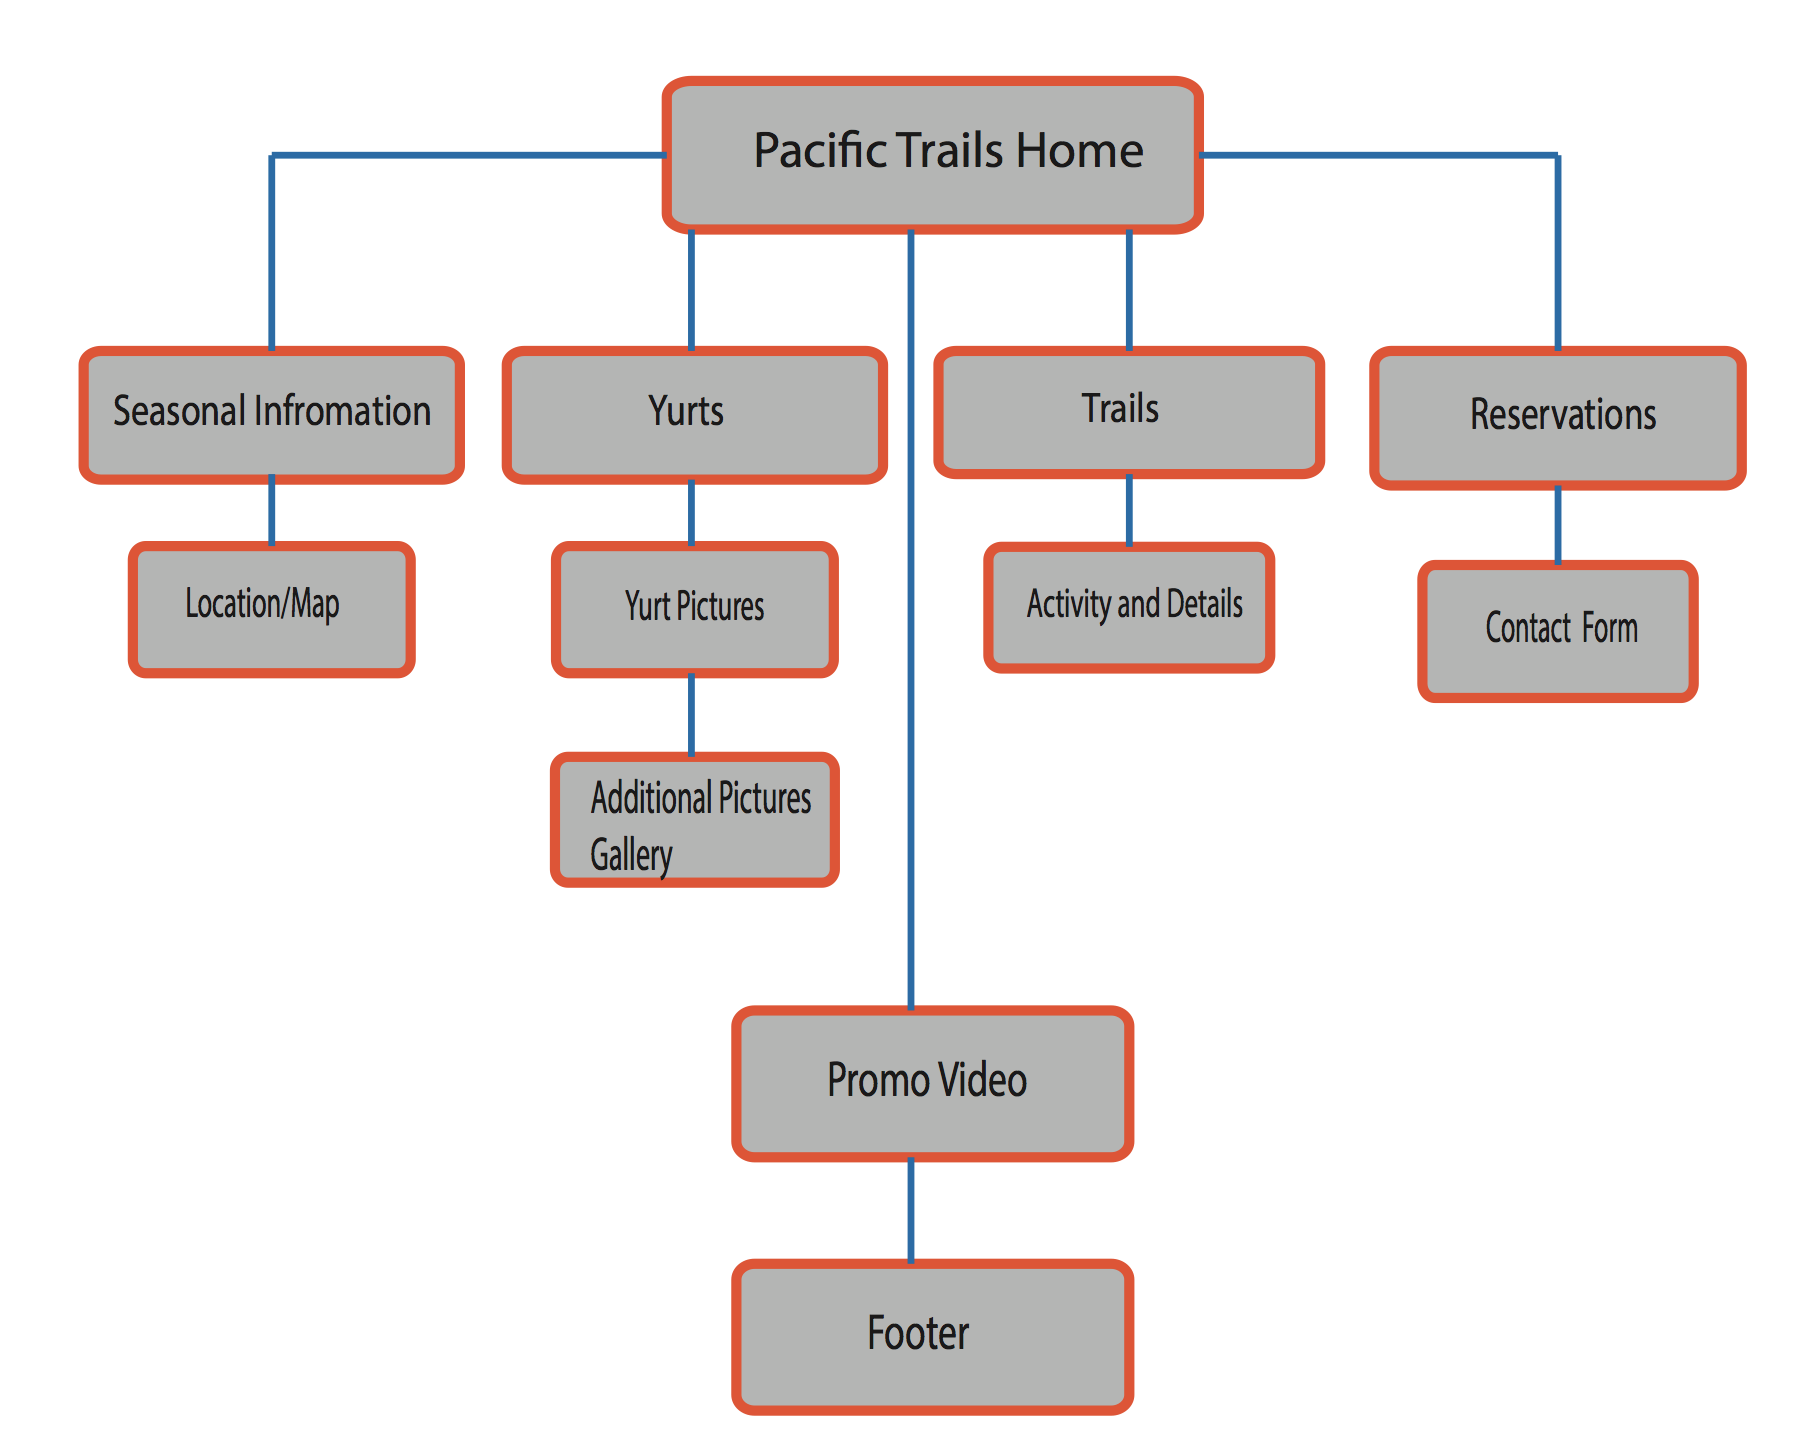 Pacific Trails Home
Seasonal Infromation
Yurts
Trails
Reservations
Location/Map
Yurt Pictures
Activity and Details
Contact Form
Additional Pictures
Gallery
Promo Video
Footer